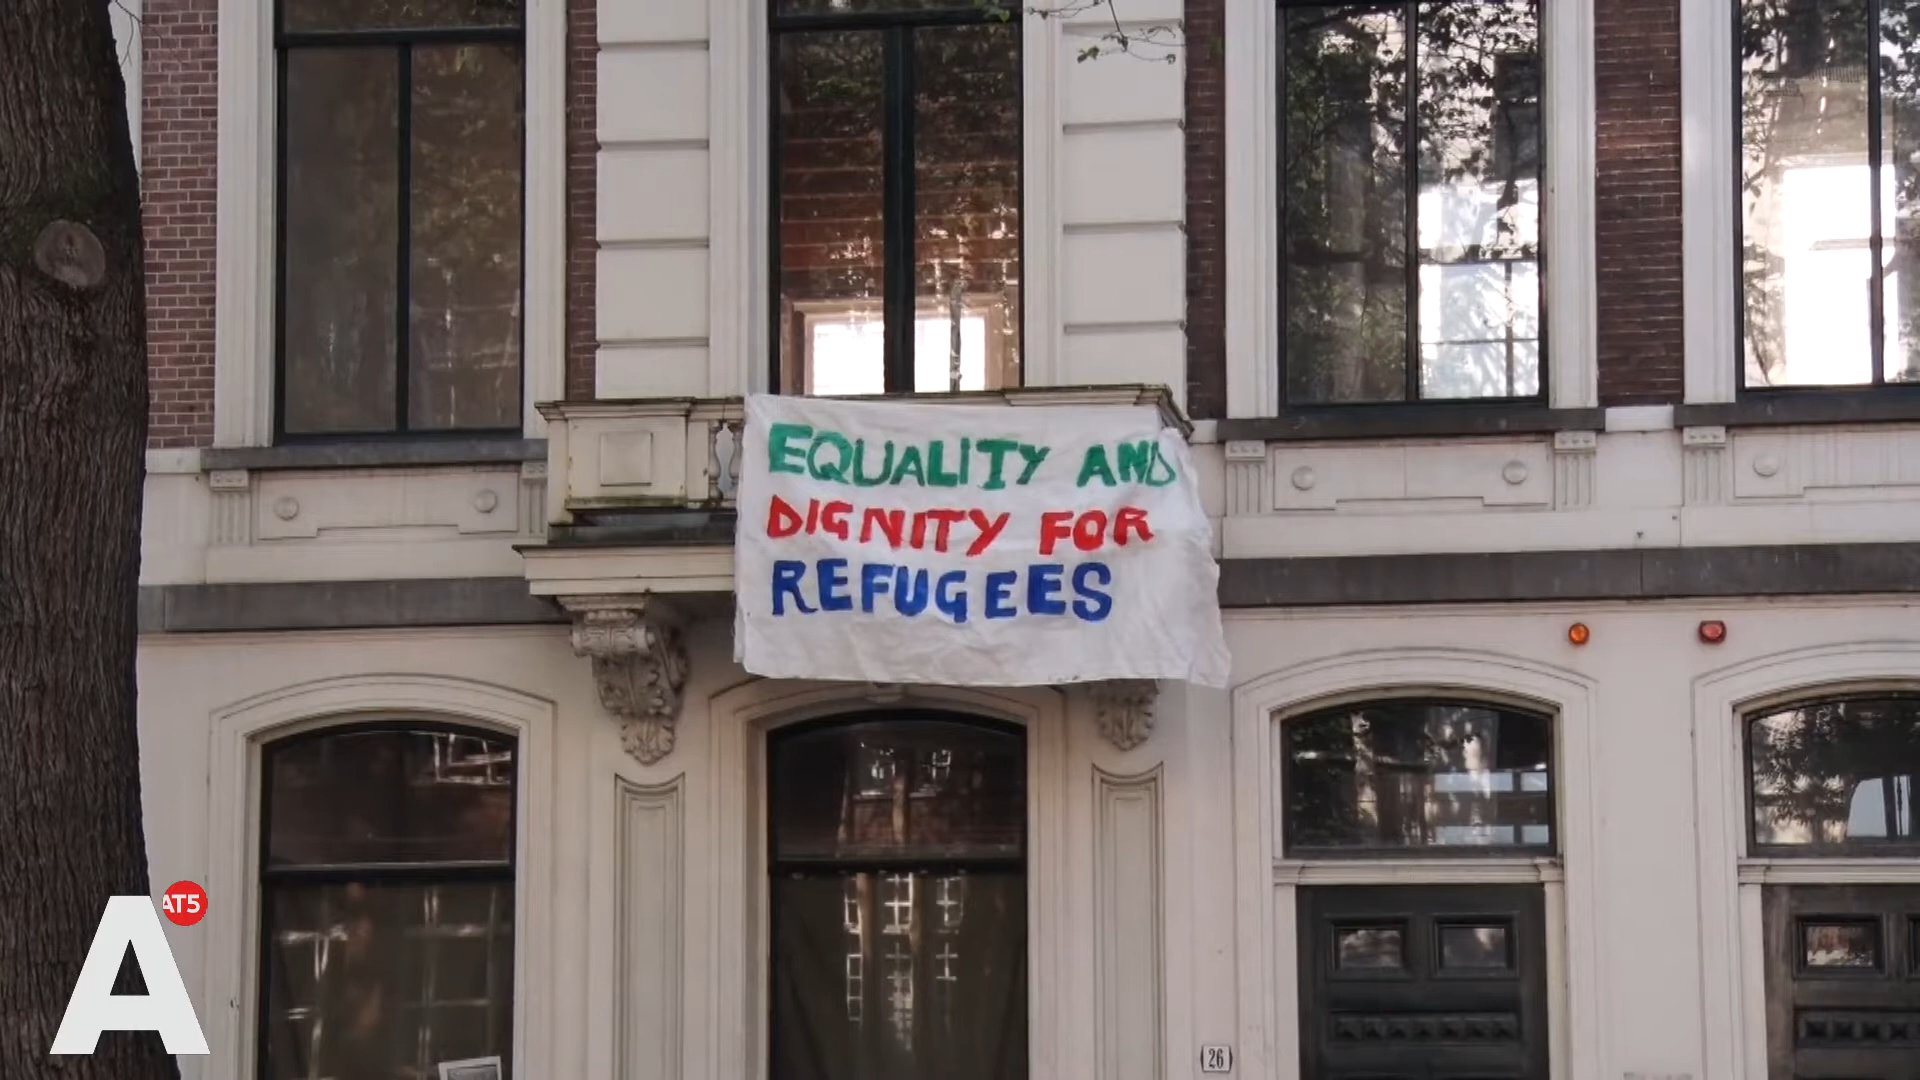 EQUALITY AND
DIGNITY FOR
REFUGEES
A
AT5
26